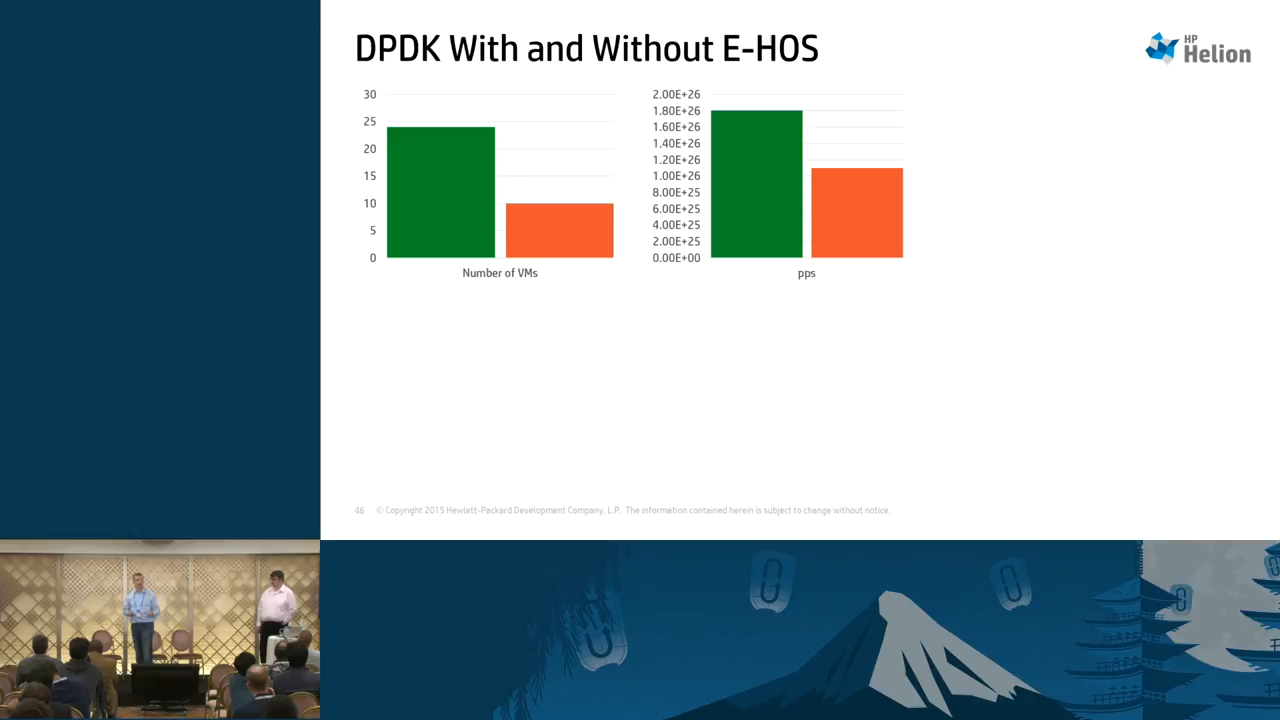 DPDK With and Without E-HOS
HP
Helion
30
25
20
15
10
5
0
Number of VMs
2.00E+26
1.80E+26
1.60E+26
1.40E+26
1.20E+26
1.00E+26
8.00E+25
6.00E+25
4.00E+25
2.00E+25
0.00E+00
pps
46 © Copyright 2015 Hewlett-Packard Development Company, L.P. The information contained herein is subject to change without notice.